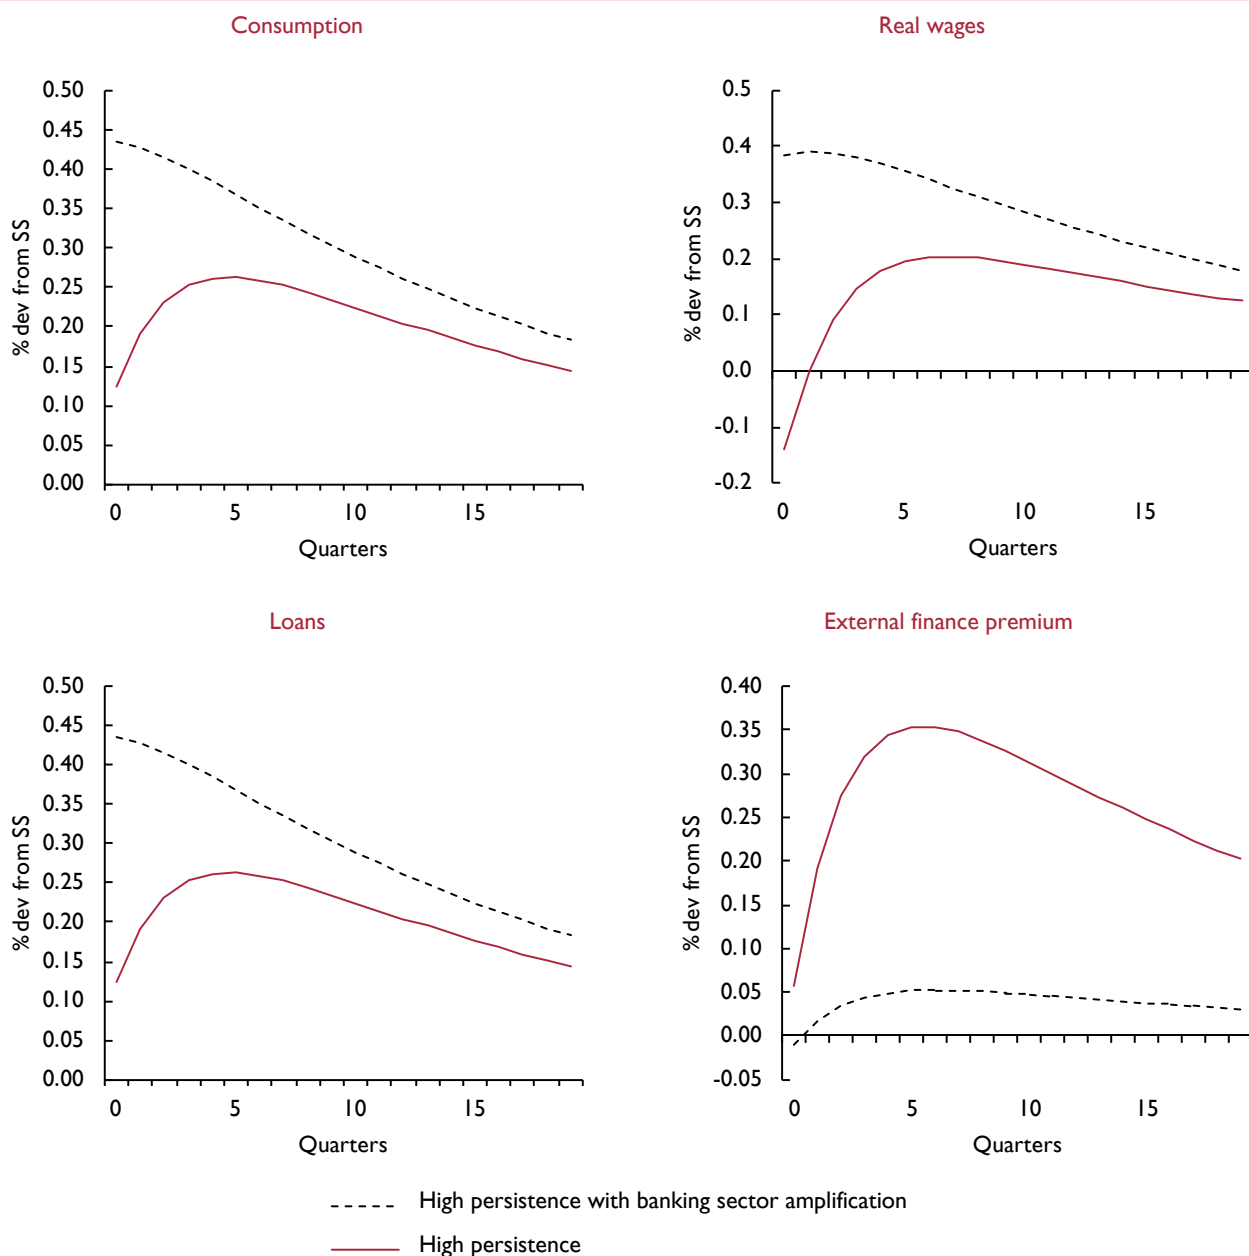 Consumption
0.50
0.45
0.40
0.35
0.30
0.25
0.20
0.15
0.10
0.05
0.00
% dev from SS
0 5 10 15
Quarters
Real wages
0.5
0.4
0.3
0.2
0.1
0.0
-0.1
-0.2
% dev from SS
0 5 10 15
Quarters
Loans
0.50
0.45
0.40
0.35
0.30
0.25
0.20
0.15
0.10
0.05
0.00
% dev from SS
0 5 10 15
Quarters
External finance premium
0.40
0.35
0.30
0.25
0.20
0.15
0.10
0.05
0.00
-0.05
% dev from SS
0 5 10 15
Quarters
High persistence with banking sector amplification
High persistence